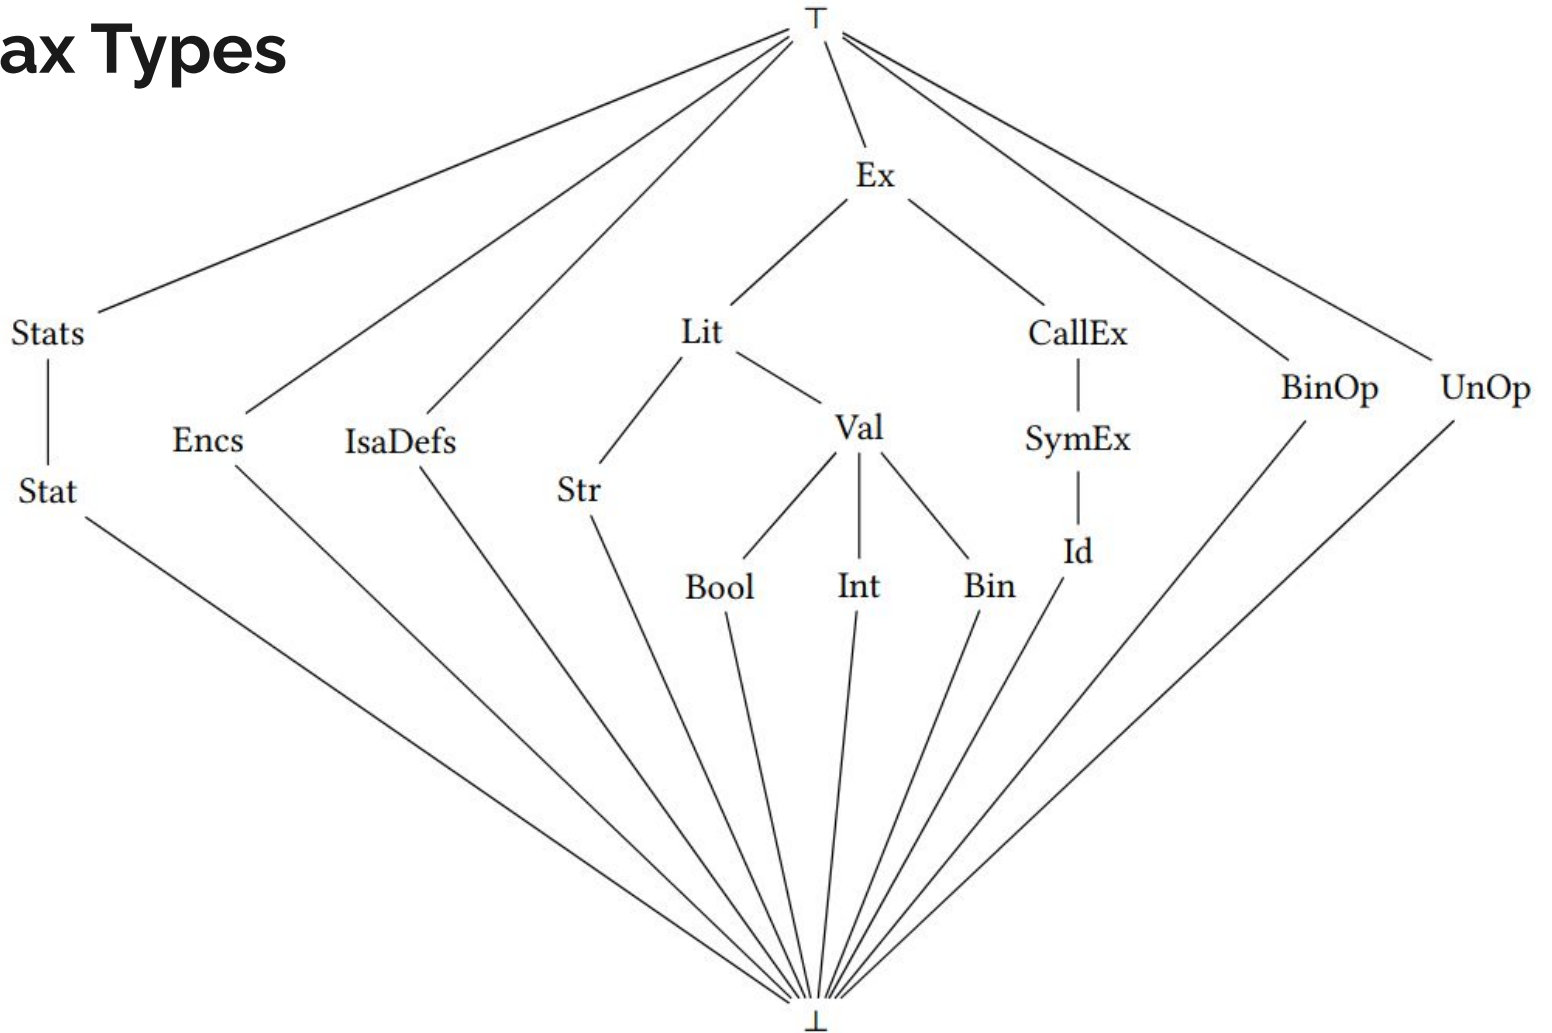 ax Types
⊤
Ex
Stats
Lit
CallEx
BinOp
UnOp
Encs
IsaDefs
Val
SymEx
Stat
Str
Id
Bool
Int
Bin
⊥